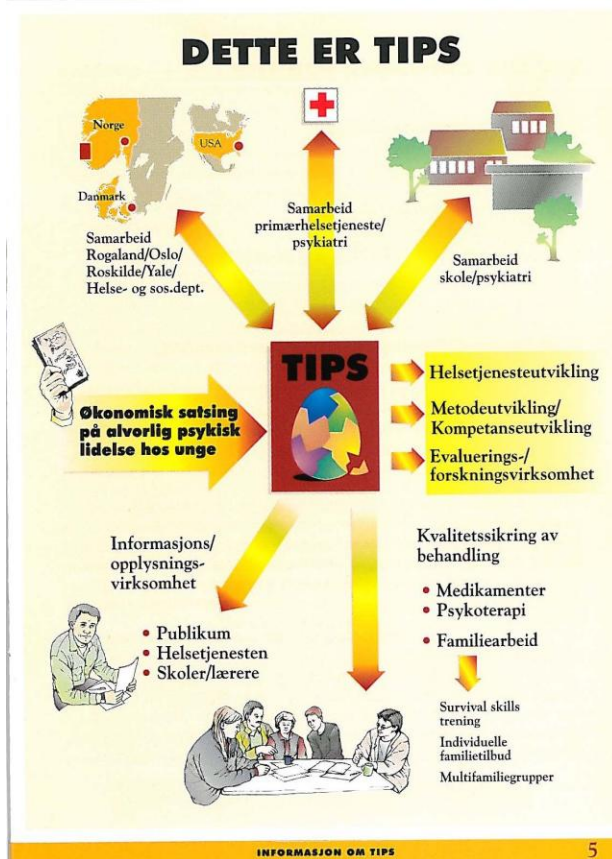 DETTE ER TIPS
Norge
USA
Danmark
Samarbeid
Rogaland/Oslo/
Roskilde/Yale/
Helse- og sos.dept.
Samarbeid
primærhelsetjeneste/
psykiatri
Samarbeid
skole/psykiatri
Økonomisk satsing
på alvorlig psykisk
lidelse hos unge
TIPS
Helsetjenesteutvikling
Metodeutvikling/
Kompetanseutvikling
Evaluerings-/
forskningsvirksomhet
Informasjons/
opplysnings-
virksomhet
• Publikum
• Helsetjenesten
• Skoler/lærere
Kvalitetssikring av
behandling
• Medikamenter
• Psykoterapi
• Familiearbeid
Survival skills
trening
Individuelle
familietilbud
Multifamiliegrupper
INFORMASJON OM TIPS
5